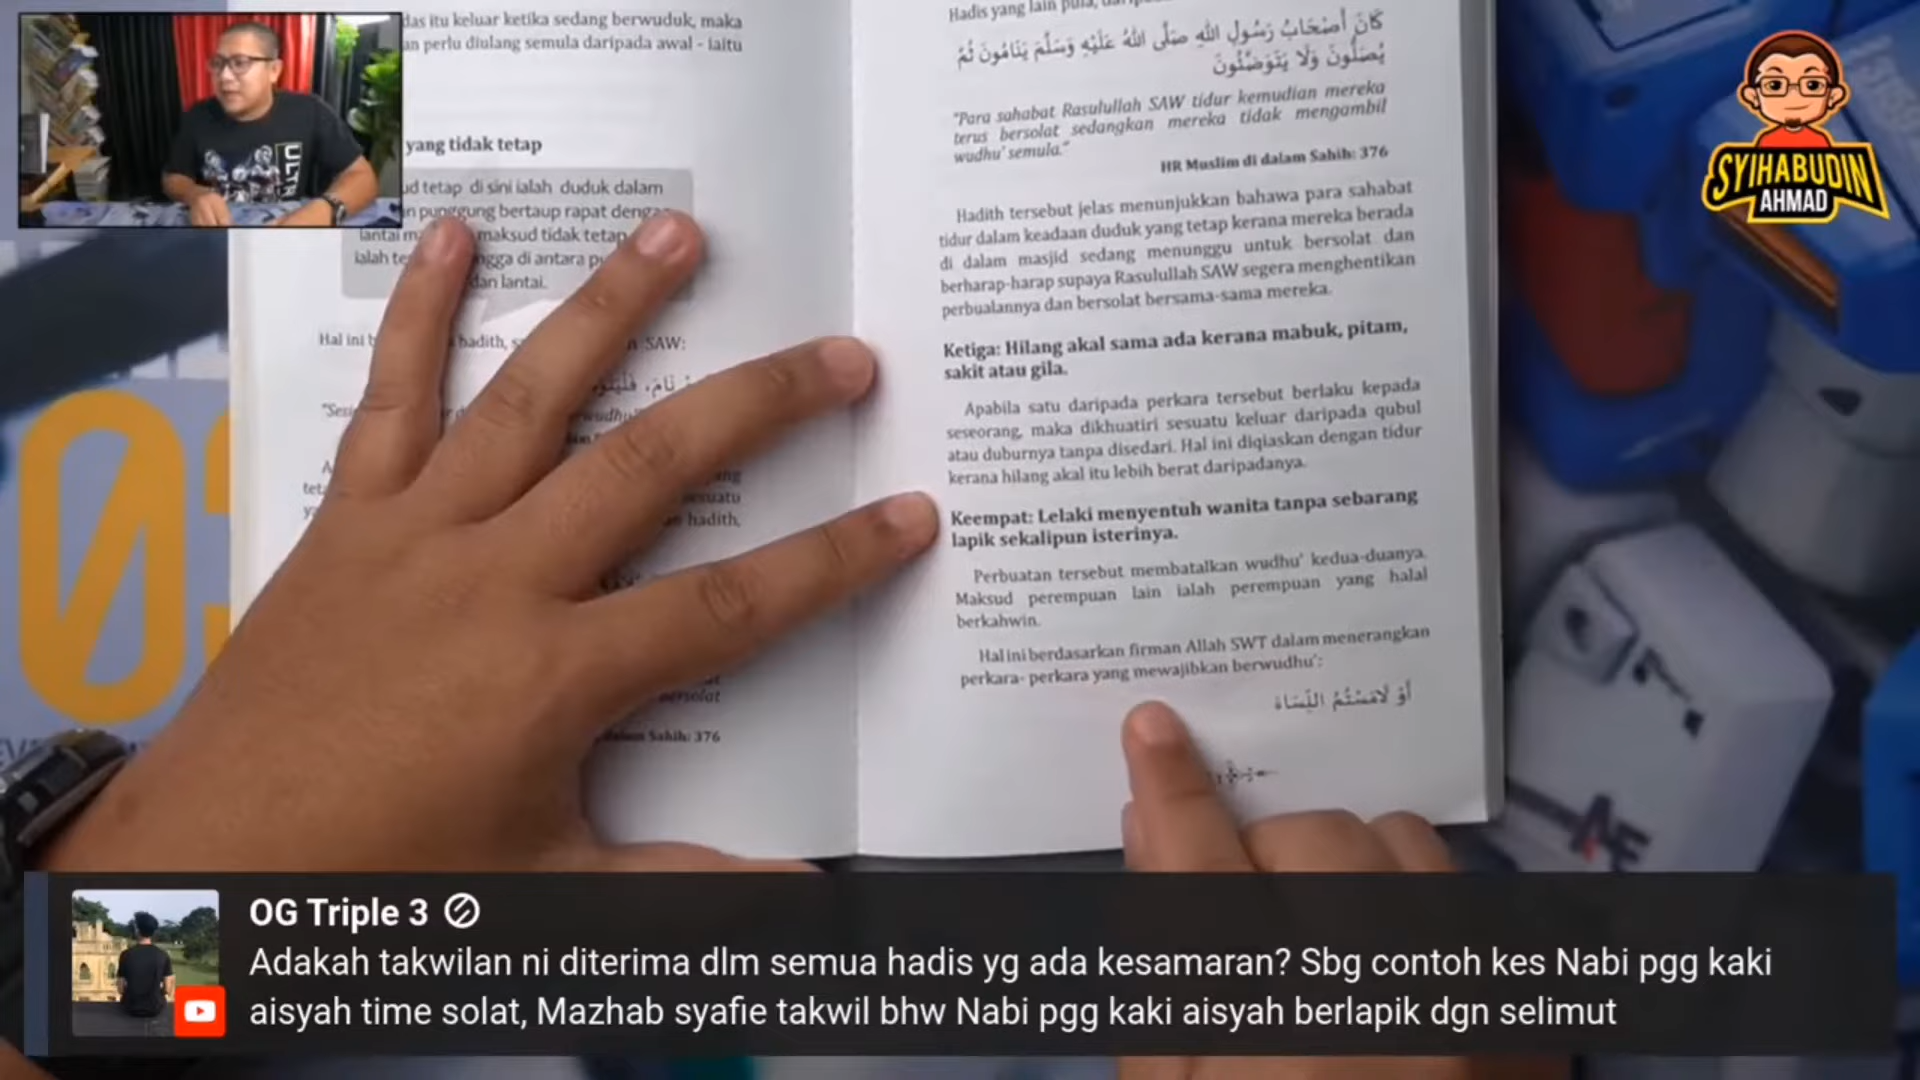 das itu keluar ketika sedang berwuduk, maka
an perlu diulang semula daripada awal - iaitu
yang tidak tetap
ud tetap di sini ialah duduk dalam
n punggung bertaup rapat dengan
lantai maksud tidak tetap
ialah te ngga di antara pu
dan lantai.
Hal ini b hadith, s n SAW:
نَامَ، فَلْيَتَوَ
"Sesi wudhu"
ang
sesuatu
hadith,
bersolat
dalam Sahih: 376
Hadis yang lain pula,
كَانَ أَصْحَابُ رَسُولِ اللهِ صَلَّى اللهُ عَلَيْهِ وَسَلَّمَ يَنَامُونَ ثُمَّ
يُصَلُّونَ وَلَا يَتَوَضَّئُونَ
"Para sahabat Rasulullah SAW tidur kemudian mereka
terus bersolat sedangkan mereka tidak mengambil
wudhu' semula."
HR Muslim di dalam Sahih: 376
Hadith tersebut jelas menunjukkan bahawa para sahabat
tidur dalam keadaan duduk yang tetap kerana mereka berada
di dalam masjid sedang menunggu untuk bersolat dan
berharap-harap supaya Rasulullah SAW segera menghentikan
perbualannya dan bersolat bersama-sama mereka.
Ketiga: Hilang akal sama ada kerana mabuk, pitam,
sakit atau gila.
Apabila satu daripada perkara tersebut berlaku kepada
seseorang, maka dikhuatiri sesuatu keluar daripada qubul
atau duburnya tanpa disedari. Hal ini diqiaskan dengan tidur
kerana hilang akal itu lebih berat daripadanya.
Keempat: Lelaki menyentuh wanita tanpa sebarang
lapik sekalipun isterinya.
Perbuatan tersebut membatalkan wudhu' kedua-duanya.
Maksud perempuan lain ialah perempuan yang halal
berkahwin.
Hal ini berdasarkan firman Allah SWT dalam menerangkan
perkara- perkara yang mewajibkan berwudhu':
أَوْ لَامَسْتُمُ النِّسَاءَ
SYIHABUDIN
AHMAD
OG Triple 3
Adakah takwilan ni diterima dlm semua hadis yg ada kesamaran? Sbg contoh kes Nabi pgg kaki
aisyah time solat, Mazhab syafie takwil bhw Nabi pgg kaki aisyah berlapik dgn selimut